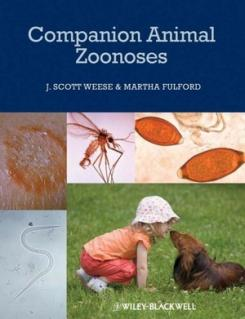 Companion Animal
Zoonoses
J. SCOTT WEESE & MARTHA FULFORD
WILEY-BLACKWELL